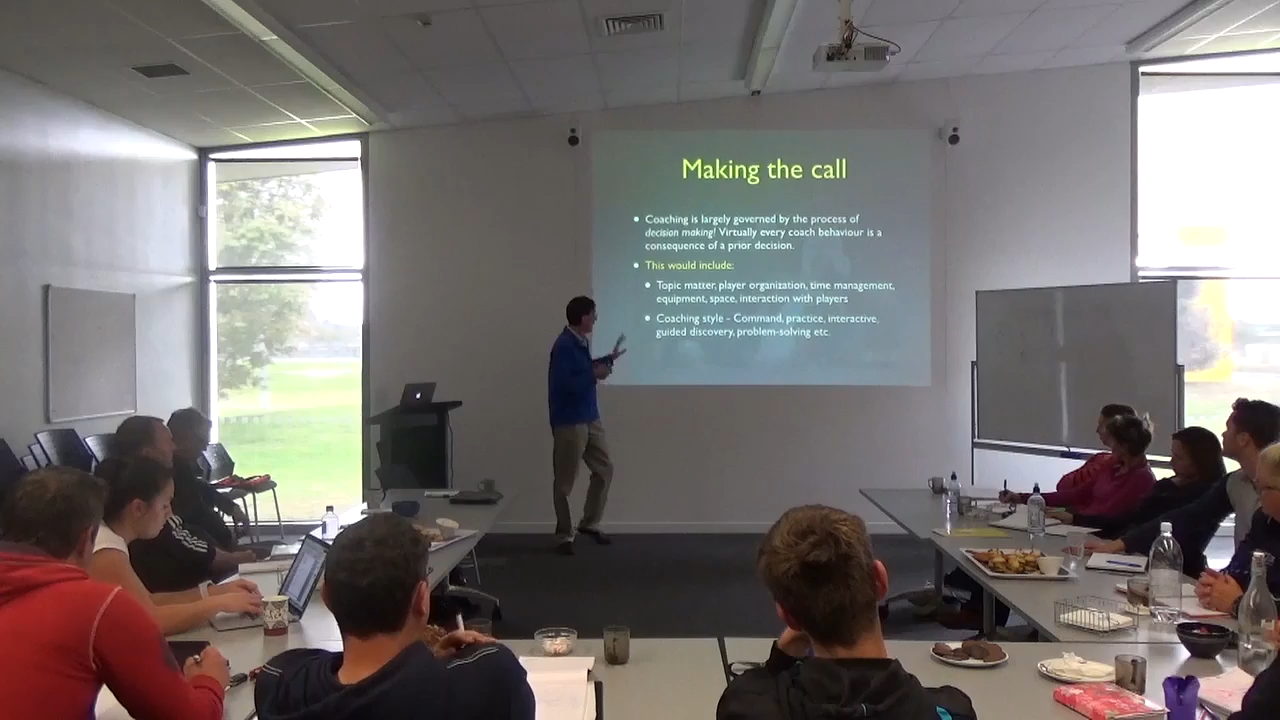 Making the call
• Coaching is largely governed by the process of
decision making! Virtually every coach behaviour is a
consequence of a prior decision.
• This would include:
• Topic matter, player organization, time management,
equipment, space, interaction with players
• Coaching style - Command, practice, interactive,
guided discovery, problem-solving etc.